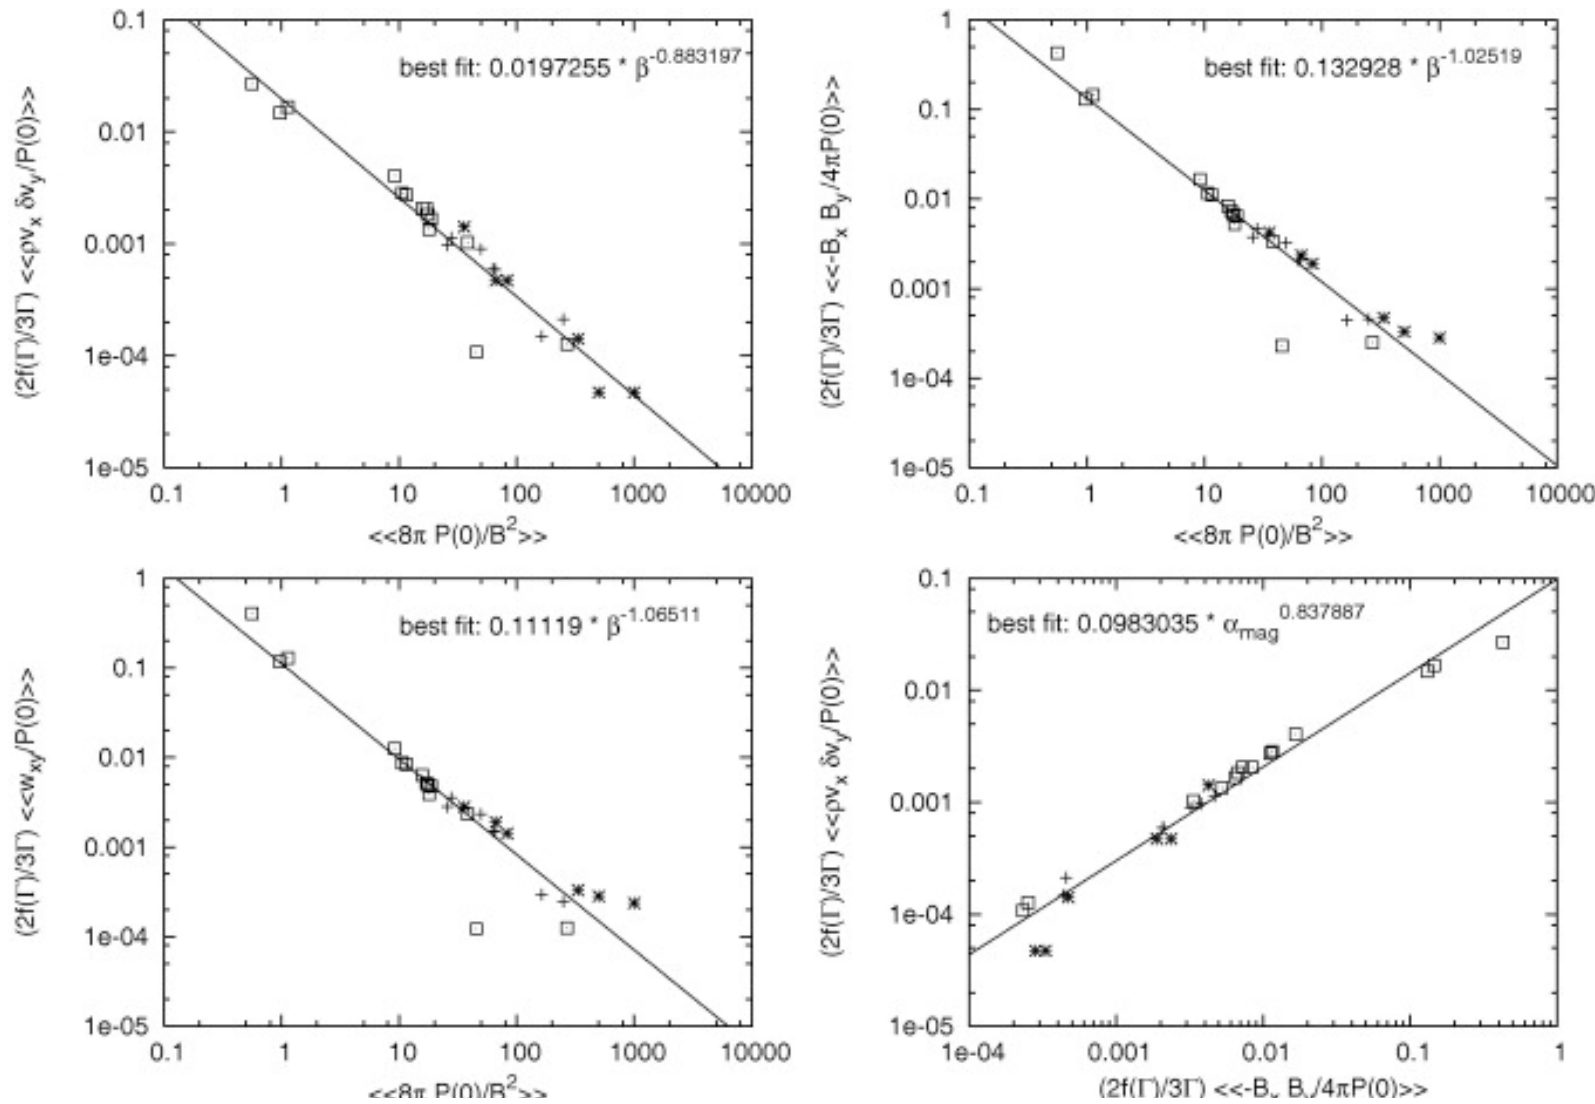 (2f(Γ)/3Γ) <<ρv_x δv_y/P(0)>>
0.1
0.01
0.001
1e-04
1e-05
best fit: 0.0197255 * β^-0.883197
0.1 1 10 100 1000 10000
<<8π P(0)/B^2>>
(2f(Γ)/3Γ) <<-B_x B_y/4πP(0)>>
1
0.1
0.01
0.001
1e-04
1e-05
best fit: 0.132928 * β^-1.02519
0.1 1 10 100 1000 10000
<<8π P(0)/B^2>>
(2f(Γ)/3Γ) <<w_xy/P(0)>>
1
0.1
0.01
0.001
1e-04
1e-05
best fit: 0.11119 * β^-1.06511
0.1 1 10 100 1000 10000
<<8π P(0)/B^2>>
(2f(Γ)/3Γ) <<ρv_x δv_y/P(0)>>
0.1
0.01
0.001
1e-04
1e-05
best fit: 0.0983035 * α_mag^0.837887
1e-04 0.001 0.01 0.1 1
(2f(Γ)/3Γ) <<-B_x B_y/4πP(0)>>